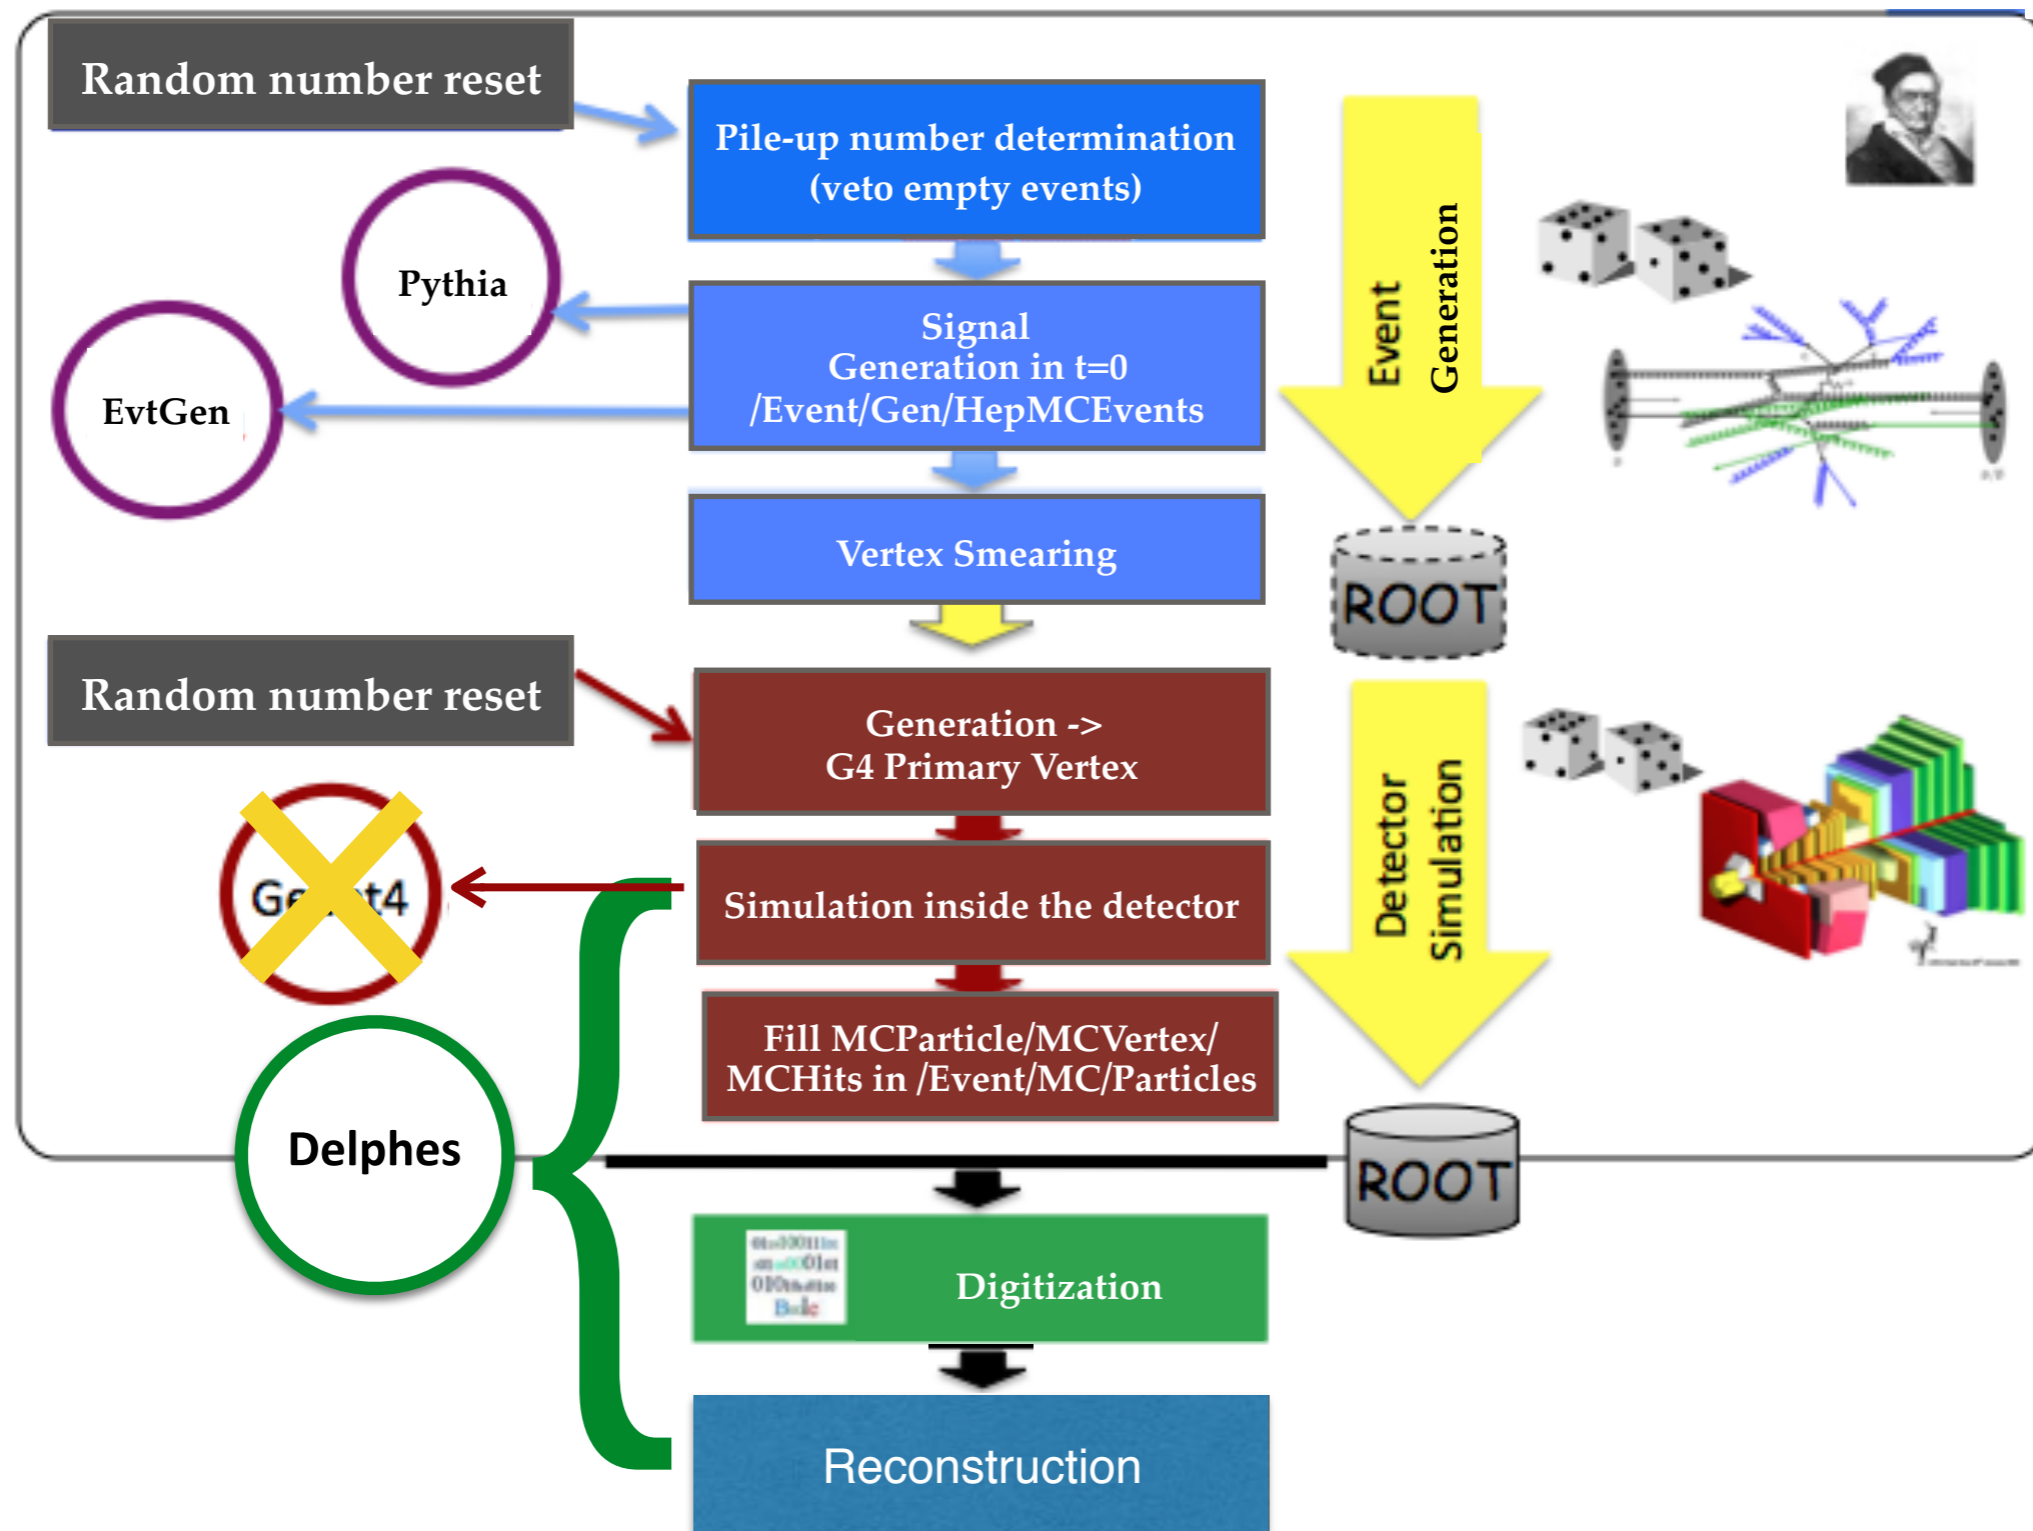 Random number reset
Pile-up number determination
(veto empty events)
Pythia
EvtGen
Signal
Generation in t=0
/Event/Gen/HepMCEvents
Vertex Smearing
Event
Generation
ROOT
Random number reset
Generation ->
G4 Primary Vertex
Simulation inside the detector
Fill MCParticle/MCVertex/
MCHits in /Event/MC/Particles
Detector
Simulation
ROOT
Delphes
Digitization
Reconstruction